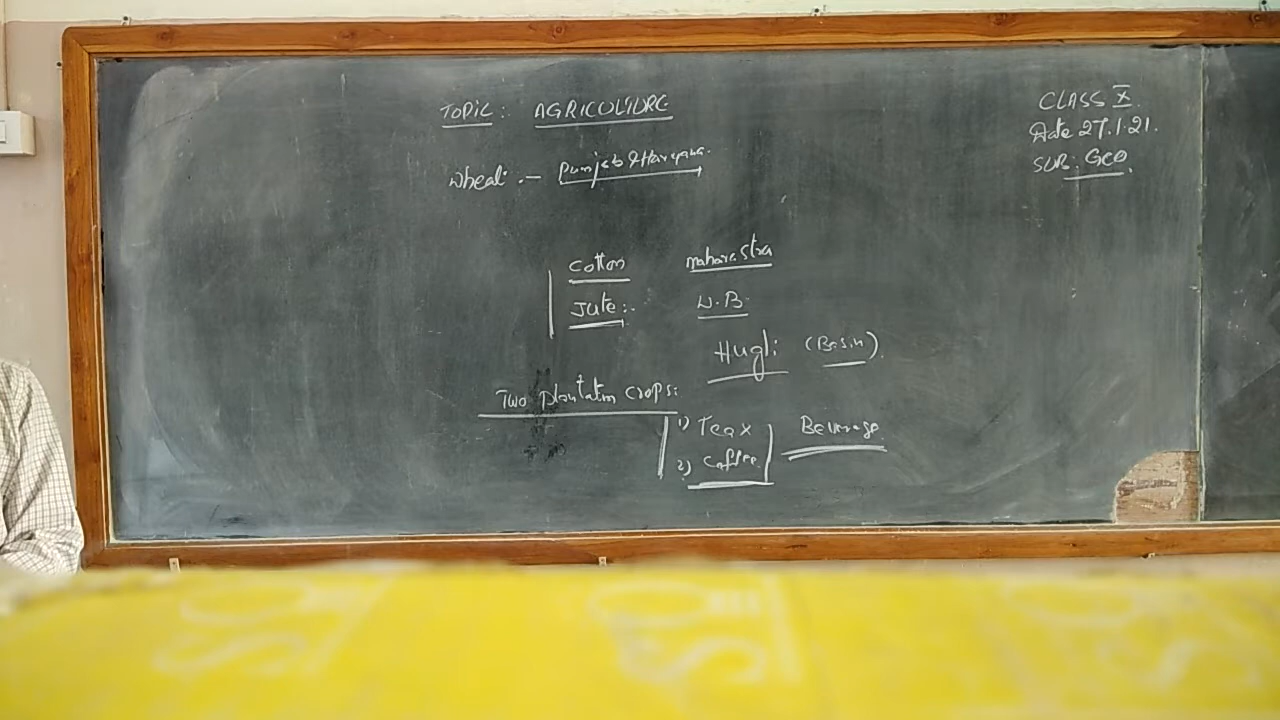 TOPIC: AGRICULTURE
CLASS X
Date 27.1.21.
SUB: GEO
Wheat :- Punjab & Haryana.
Cotton Maharastra
Jute:- W.B.
Hugli (Basin)
Two plantation crops:
1) Tea x
2) Coffee
Beverage